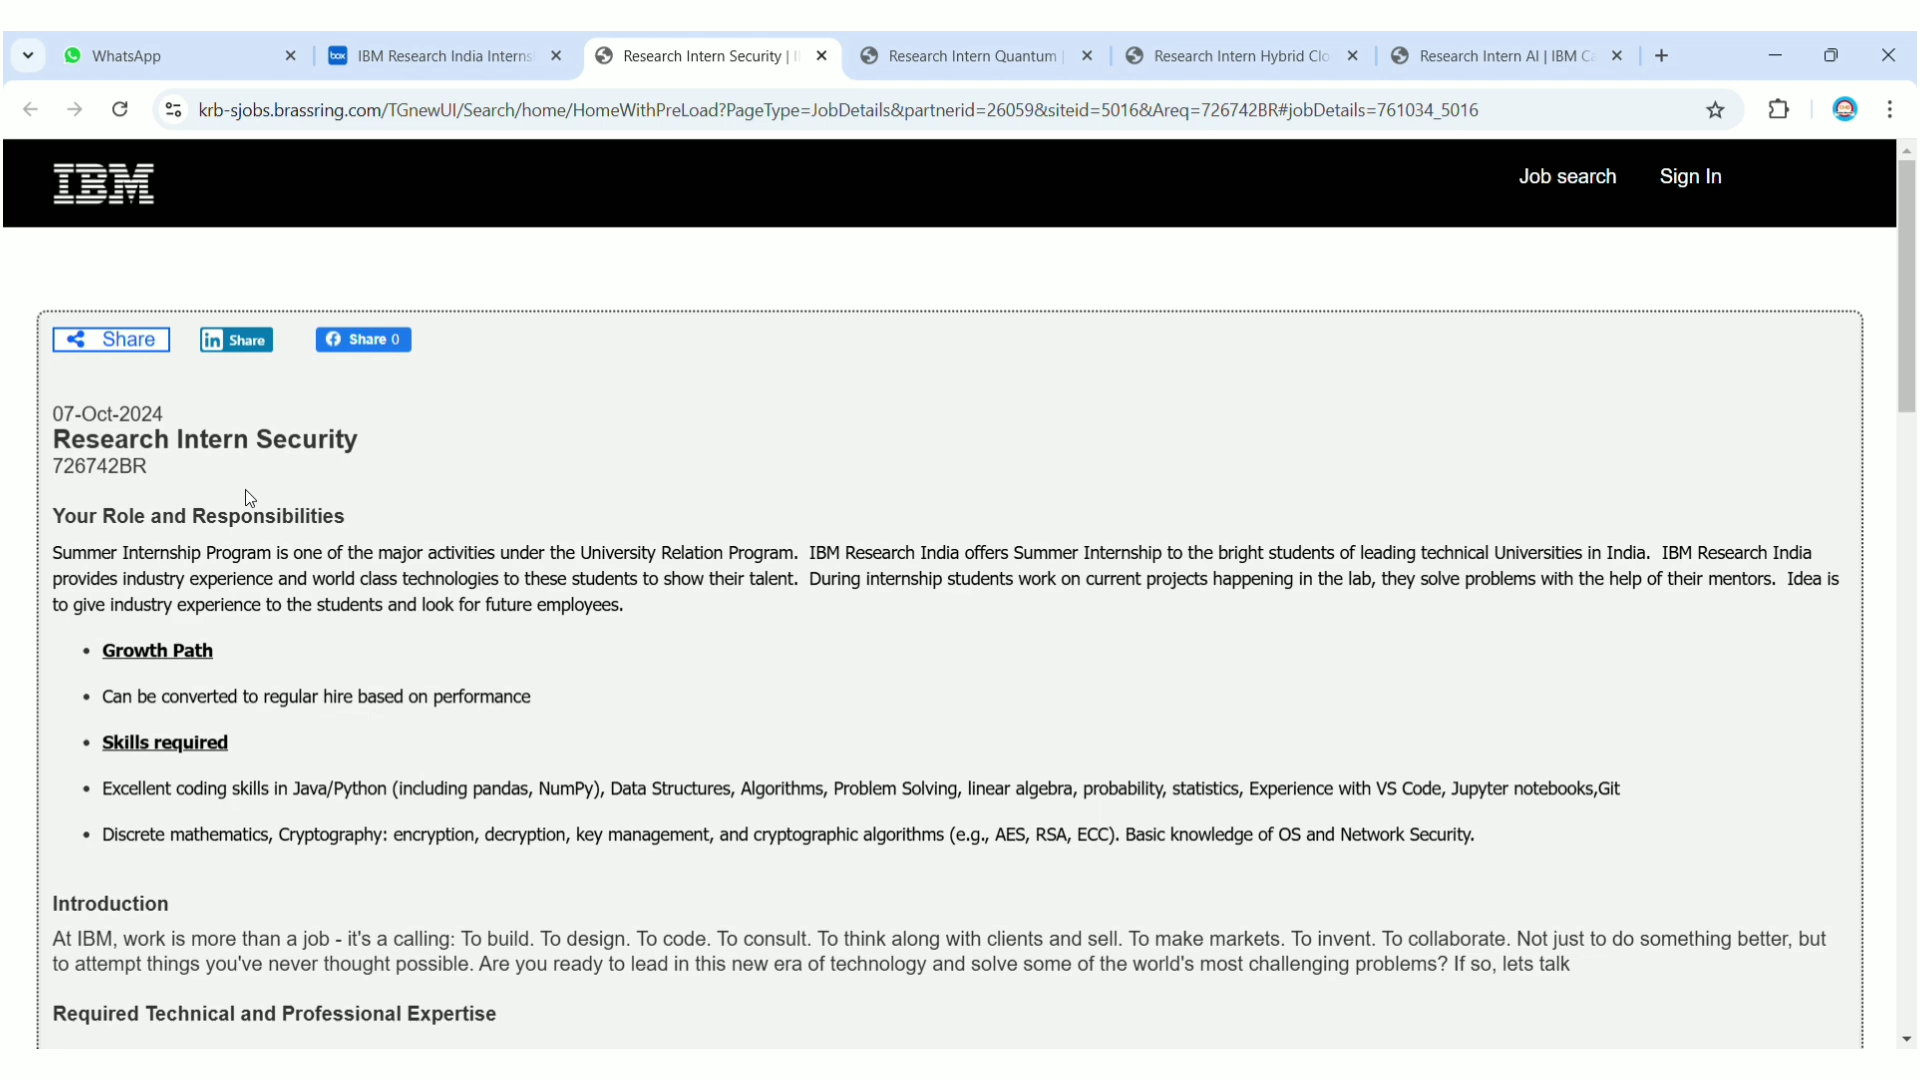 WhatsApp
IBM Research India Interns
Research Intern Security |
Research Intern Quantum |
Research Intern Hybrid Clo
Research Intern AI | IBM Ca
krb-sjobs.brassring.com/TGnewUI/Search/home/HomeWithPreLoad?PageType=JobDetails&partnerid=26059&siteid=5016&Areq=726742BR#jobDetails=761034_5016
IBM
Job search
Sign In
Share
in Share
Share 0
07-Oct-2024
Research Intern Security
726742BR
Your Role and Responsibilities
Summer Internship Program is one of the major activities under the University Relation Program. IBM Research India offers Summer Internship to the bright students of leading technical Universities in India. IBM Research India
provides industry experience and world class technologies to these students to show their talent. During internship students work on current projects happening in the lab, they solve problems with the help of their mentors. Idea is
to give industry experience to the students and look for future employees.
• Growth Path
• Can be converted to regular hire based on performance
• Skills required
• Excellent coding skills in Java/Python (including pandas, NumPy), Data Structures, Algorithms, Problem Solving, linear algebra, probability, statistics, Experience with VS Code, Jupyter notebooks,Git
• Discrete mathematics, Cryptography: encryption, decryption, key management, and cryptographic algorithms (e.g., AES, RSA, ECC). Basic knowledge of OS and Network Security.
Introduction
At IBM, work is more than a job - it's a calling: To build. To design. To code. To consult. To think along with clients and sell. To make markets. To invent. To collaborate. Not just to do something better, but
to attempt things you've never thought possible. Are you ready to lead in this new era of technology and solve some of the world's most challenging problems? If so, lets talk
Required Technical and Professional Expertise